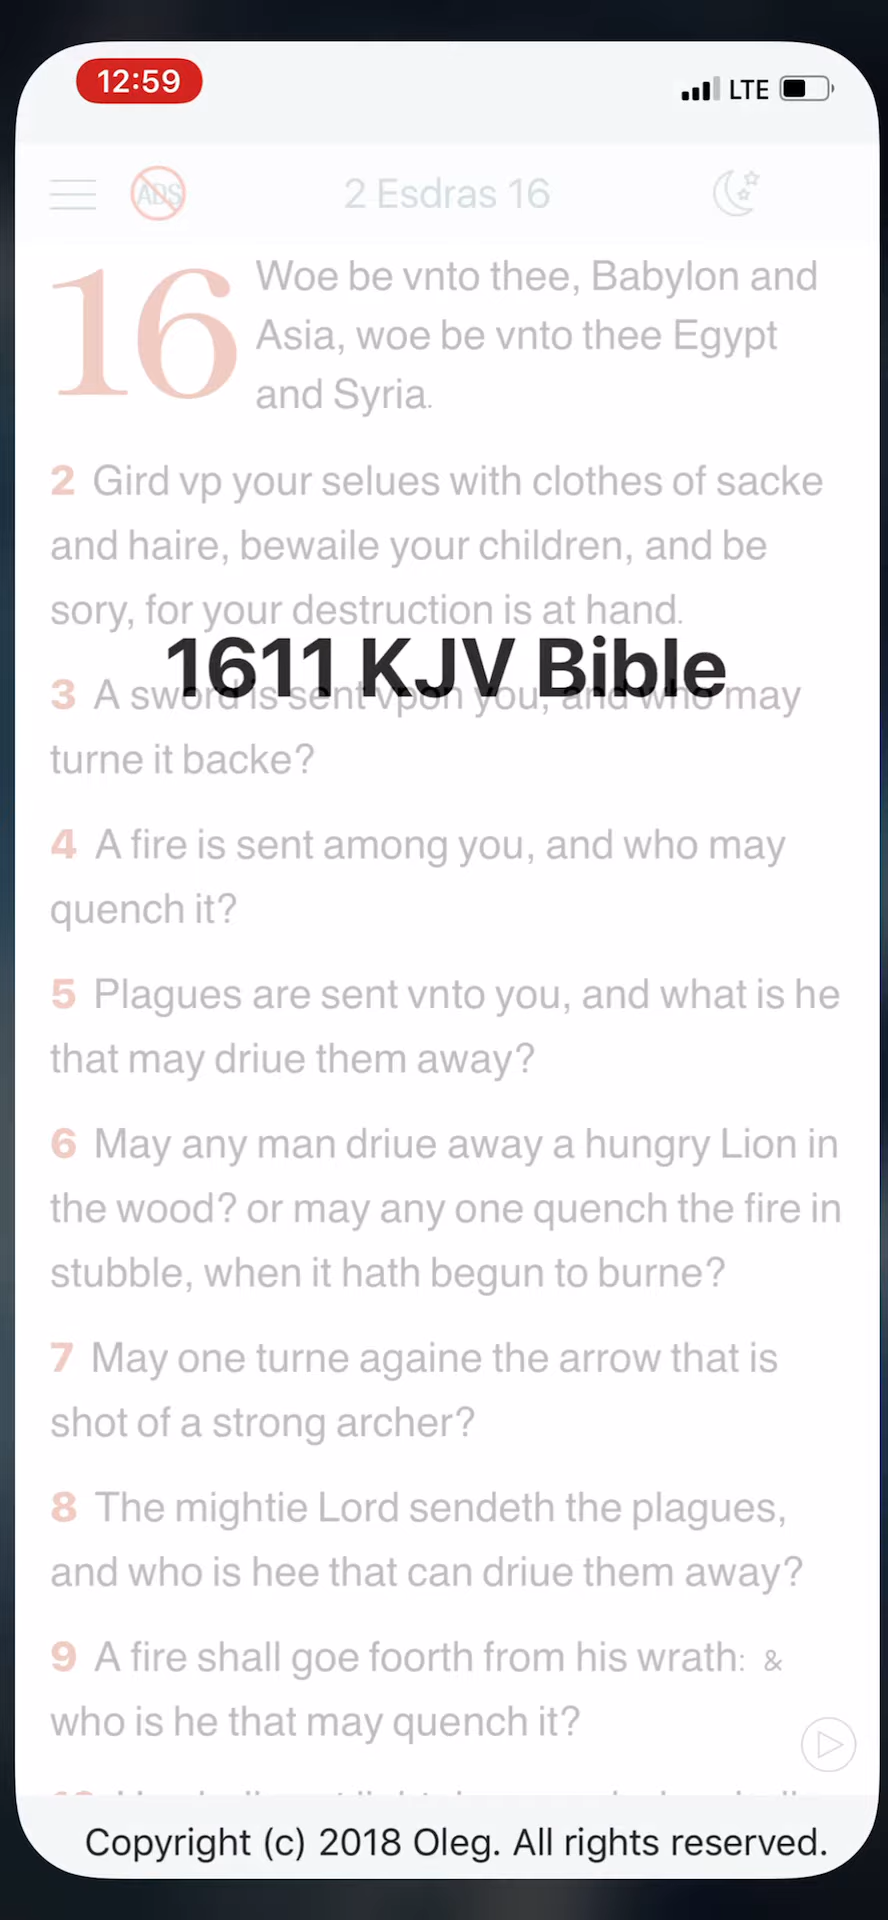 12:59 LTE
ADS 2 Esdras 16
16 Woe be vnto thee, Babylon and
Asia, woe be vnto thee Egypt
and Syria.
2 Gird vp your selues with clothes of sacke
and haire, bewaile your children, and be
sory, for your destruction is at hand.
1611 KJV Bible
3 A sword is sent vpon you, and who may
turne it backe?
4 A fire is sent among you, and who may
quench it?
5 Plagues are sent vnto you, and what is he
that may driue them away?
6 May any man driue away a hungry Lion in
the wood? or may any one quench the fire in
stubble, when it hath begun to burne?
7 May one turne againe the arrow that is
shot of a strong archer?
8 The mightie Lord sendeth the plagues,
and who is hee that can driue them away?
9 A fire shall goe foorth from his wrath: &
who is he that may quench it?
Copyright (c) 2018 Oleg. All rights reserved.